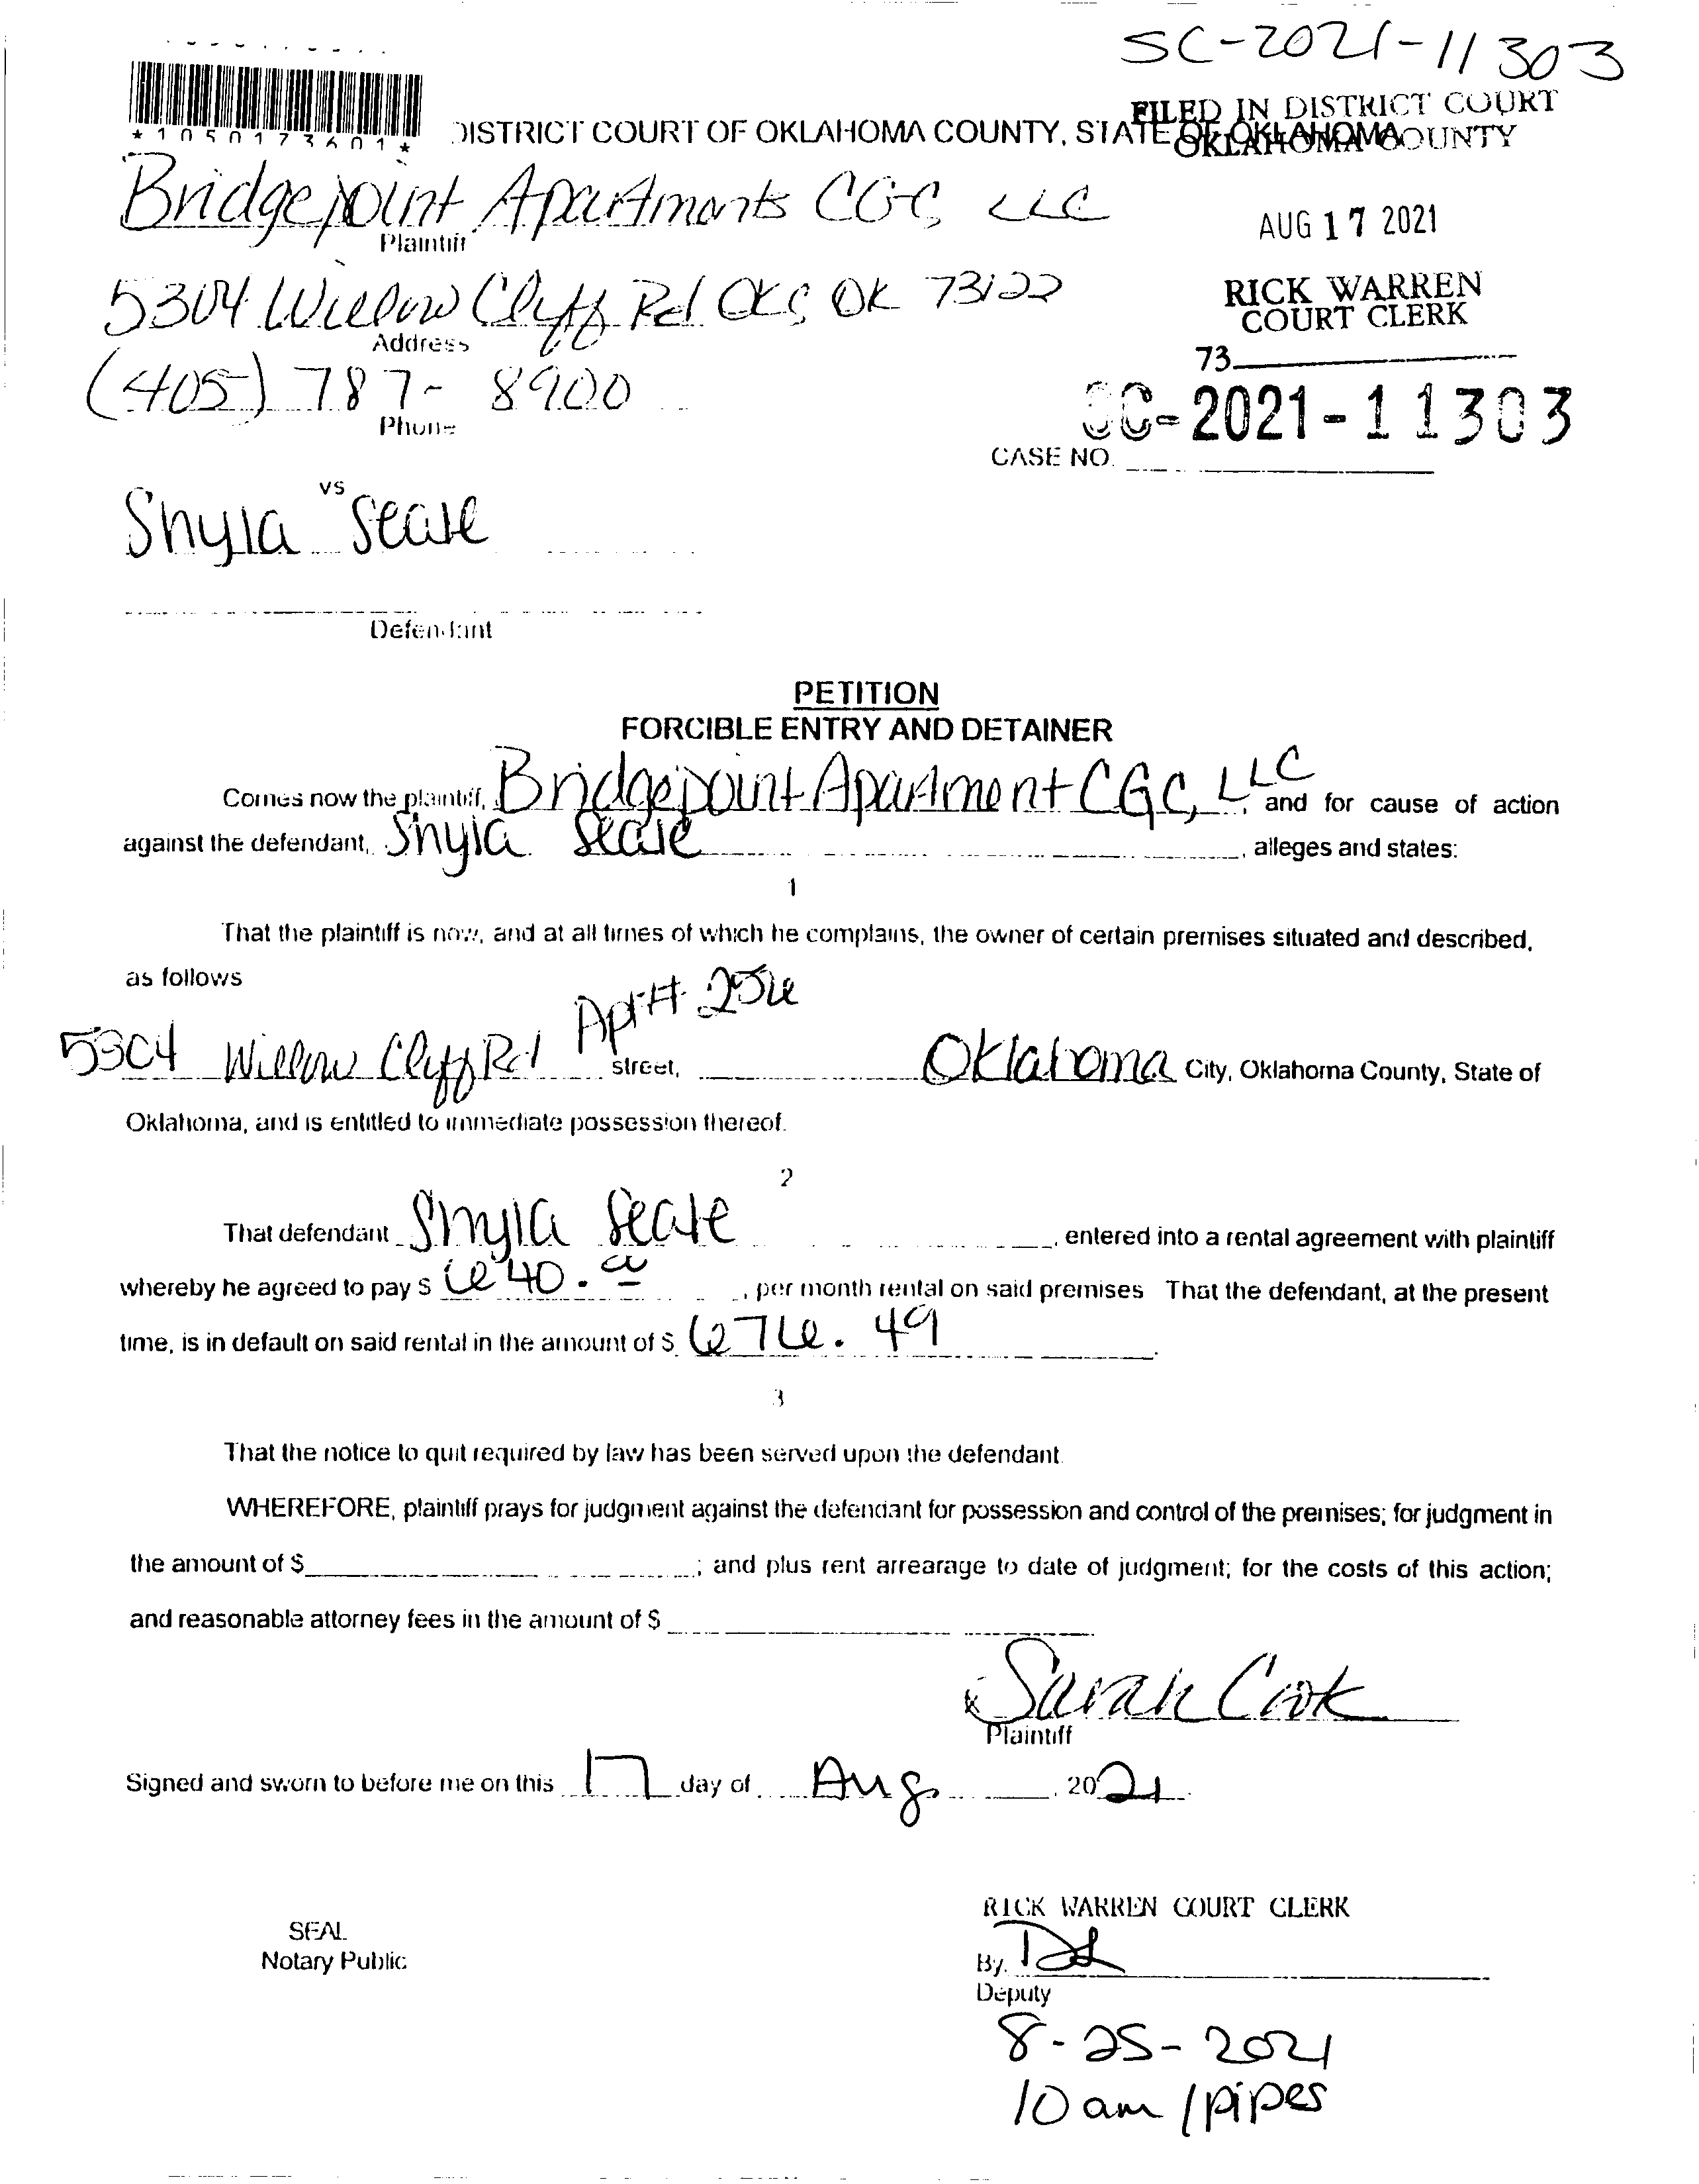 SC-2021-11303
FILED IN DISTRICT COURT
OKLAHOMA COUNTY
*1050173601*
DISTRICT COURT OF OKLAHOMA COUNTY, STATE OF OKLAHOMA
Bridgepoint Apartments CGC, LLC
Plaintiff
AUG 17 2021
5304 Willow Cliff Rd OKC, OK 73122
Address
RICK WARREN
COURT CLERK
73
(405) 787-8900
Phone
SC-2021-11303
CASE NO.
vs
Shyla Seale
Defendant
PETITION
FORCIBLE ENTRY AND DETAINER
Comes now the plaintiff, Bridgepoint Apartment CGC, LLC, and for cause of action
against the defendant, Shyla Seale, alleges and states:
1
That the plaintiff is now, and at all times of which he complains, the owner of certain premises situated and described,
as follows
5304 Willow Cliff Rd Apt# 256 street, Oklahoma City, Oklahoma County, State of
Oklahoma, and is entitled to immediate possession thereof.
2
That defendant Shyla Seale, entered into a rental agreement with plaintiff
whereby he agreed to pay $ 640.00, per month rental on said premises That the defendant, at the present
time, is in default on said rental in the amount of $ 676.49.
3
That the notice to quit required by law has been served upon the defendant.
WHEREFORE, plaintiff prays for judgment against the defendant for possession and control of the premises; for judgment in
the amount of $; and plus rent arrearage to date of judgment; for the costs of this action;
and reasonable attorney fees in the amount of $
x Sarah Cook
Plaintiff
Signed and sworn to before me on this 17 day of Aug, 2021.
RICK WARREN COURT CLERK
SEAL
Notary Public
By.
Deputy
8-25-2021
10 am / pipes